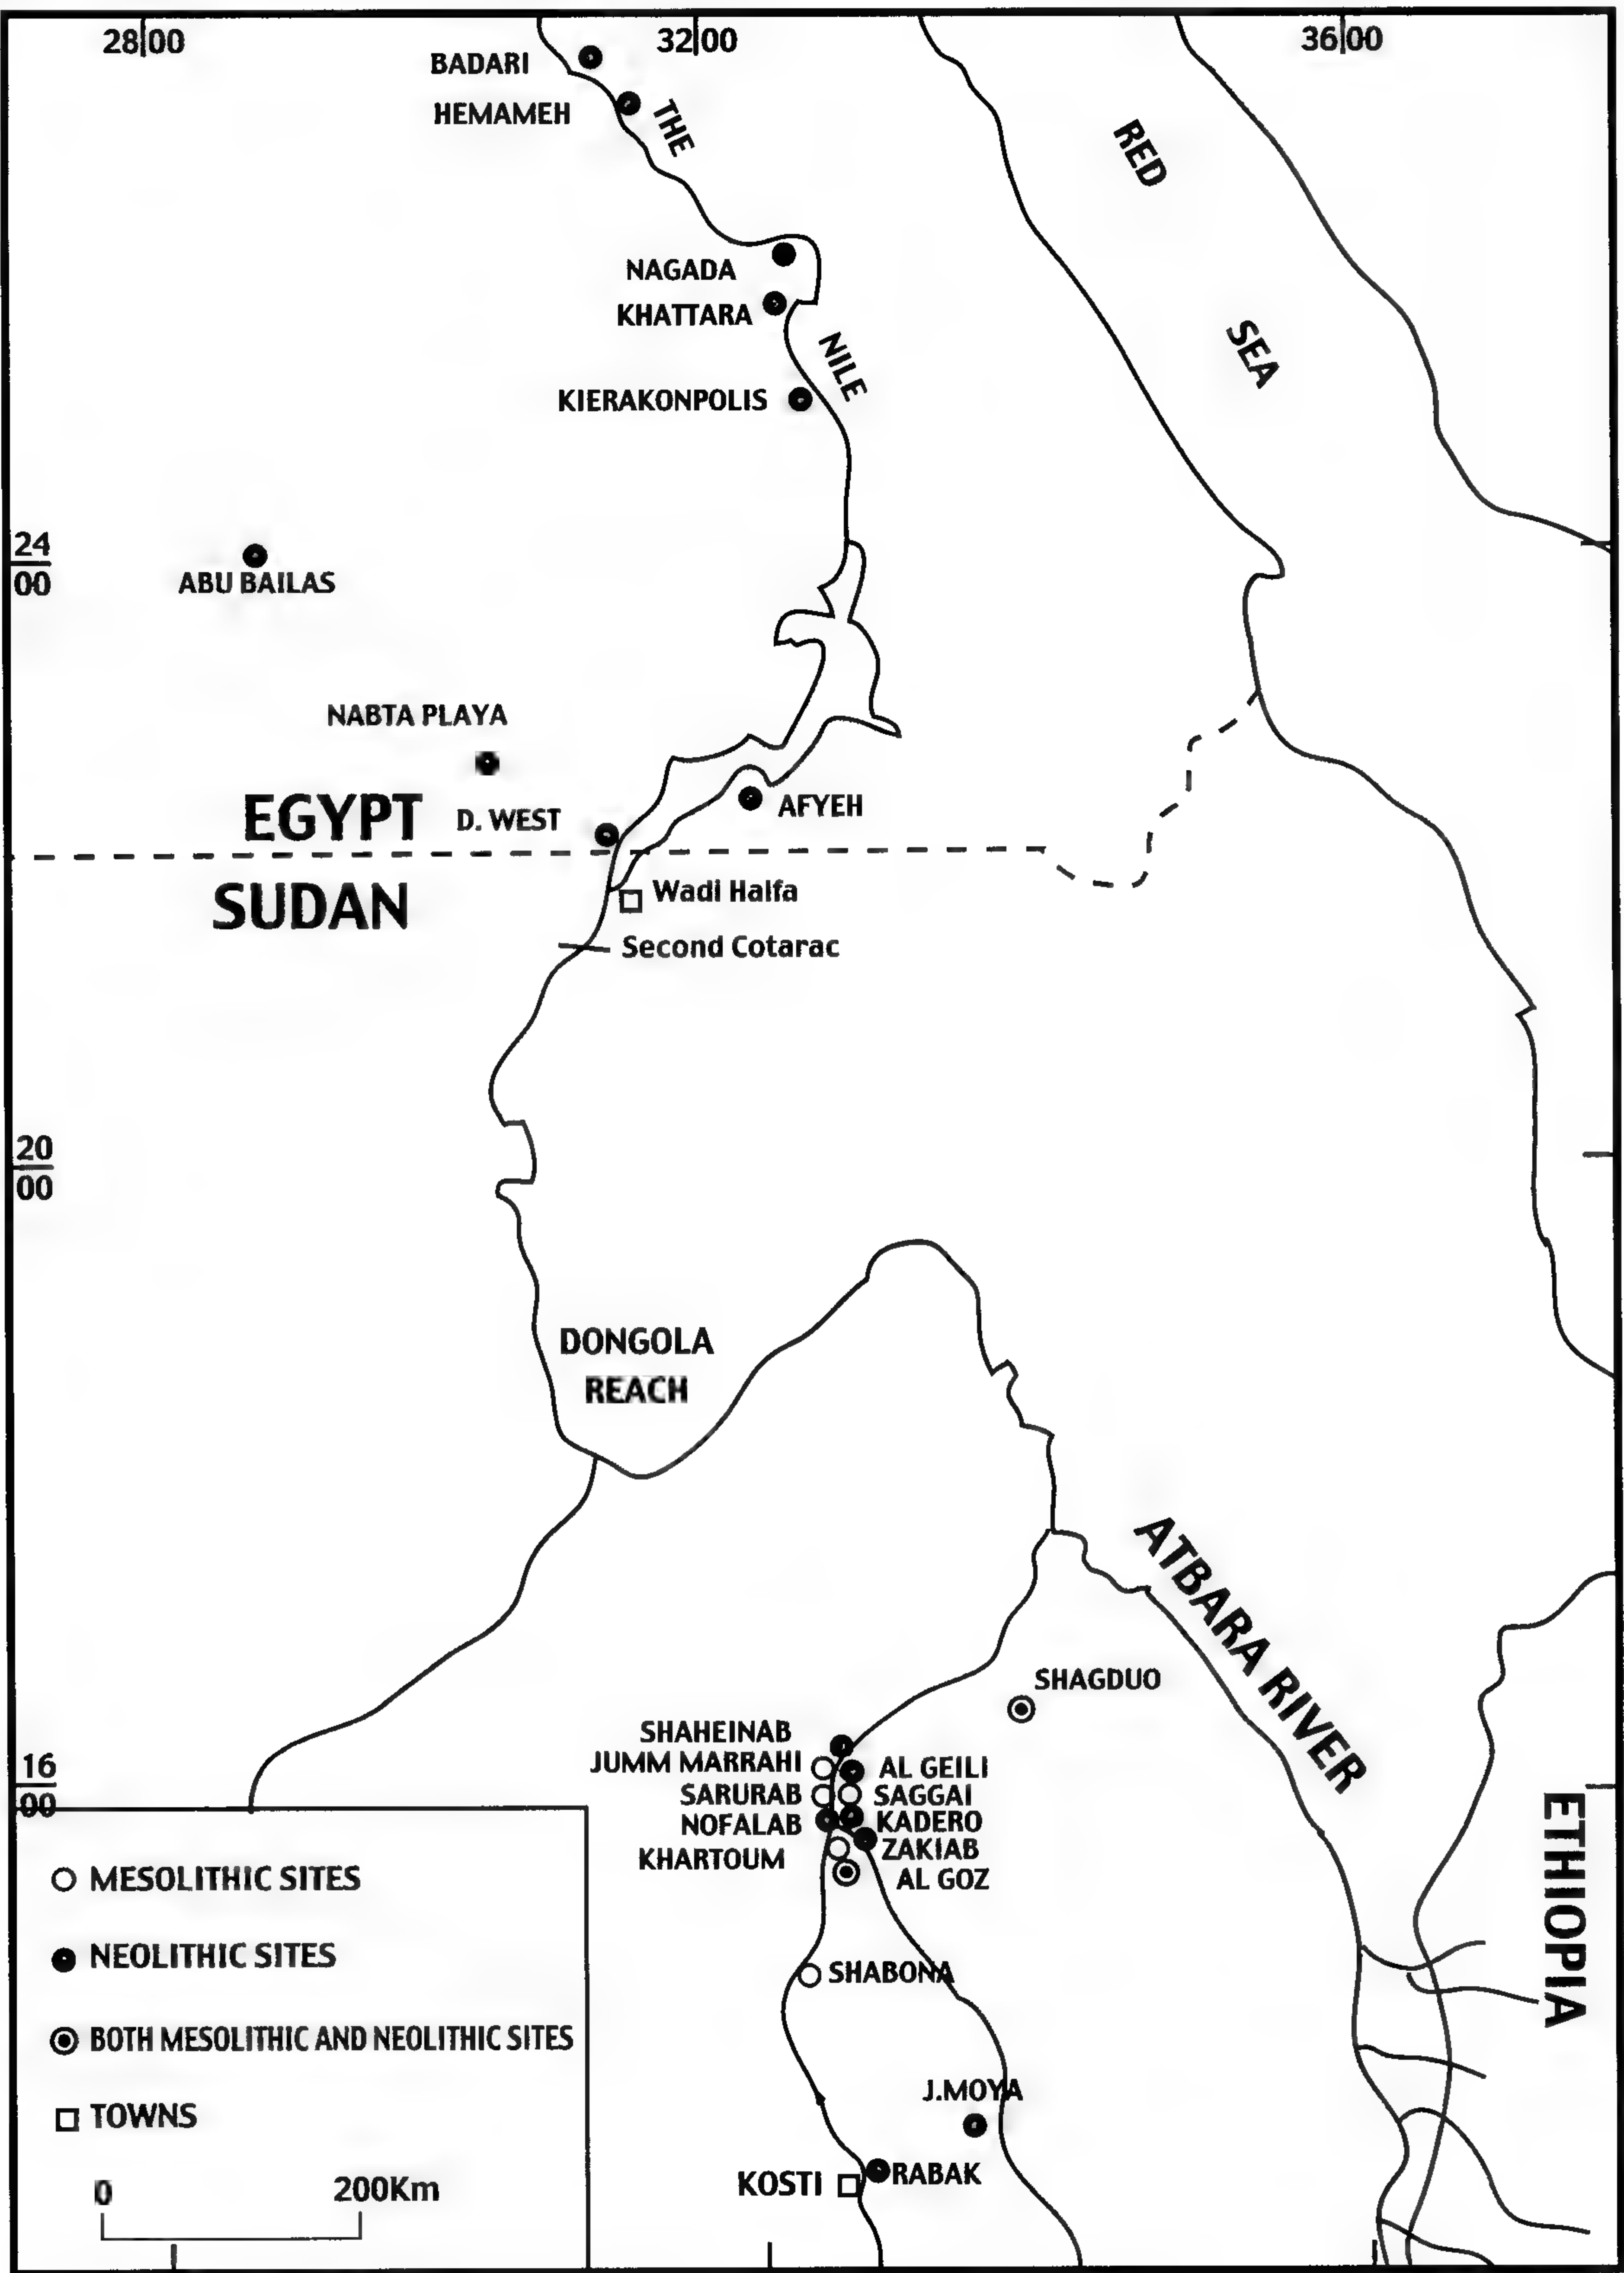 28 00
32 00
36 00
BADARI
HEMAMEH
THE
RED
NAGADA
KHATTARA
NILE
SEA
KIERAKONPOLIS
24
00
ABU BAILAS
NABTA PLAYA
EGYPT
D. WEST
AFYEH
SUDAN
Wadi Halfa
Second Cotarac
20
00
DONGOLA
REACH
ATBARA RIVER
SHAGDUO
SHAHEINAB
JUMM MARRAHI
AL GEILI
16
00
SARURAB
SAGGAI
NOFALAB
KADERO
ZAKIAB
KHARTOUM
AL GOZ
ETHIOPIA
MESOLITHIC SITES
NEOLITHIC SITES
SHABONA
BOTH MESOLITHIC AND NEOLITHIC SITES
J.MOYA
TOWNS
RABAK
KOSTI
0
200Km